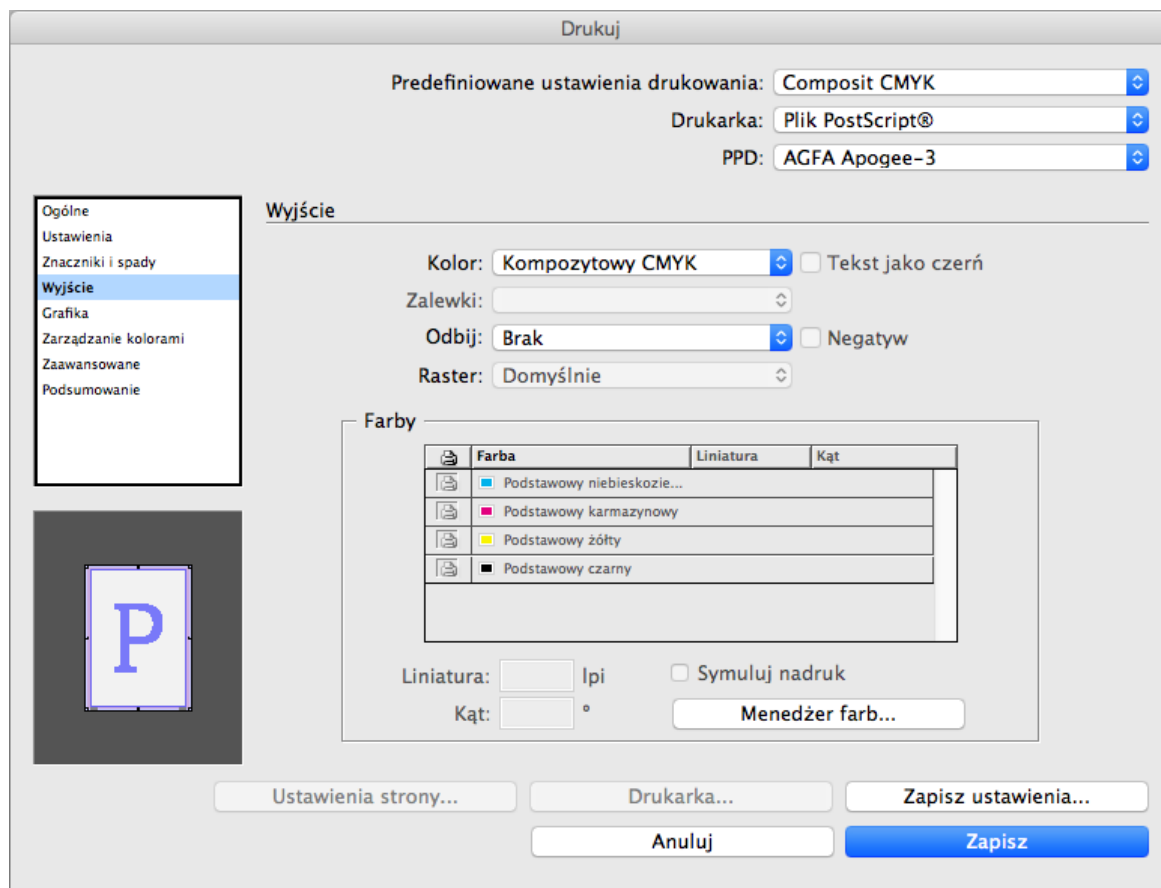 Drukuj
Predefiniowane ustawienia drukowania: Composit CMYK
Drukarka: Plik PostScript®
PPD: AGFA Apogee-3
Ogólne
Ustawienia
Znaczniki i spady
Wyjście
Grafika
Zarządzanie kolorami
Zaawansowane
Podsumowanie
Wyjście
Kolor: Kompozytowy CMYK Tekst jako czerń
Zalewki:
Odbij: Brak Negatyw
Raster: Domyślnie
Farby
Farba Liniatura Kąt
Podstawowy niebieskozie...
Podstawowy karmazynowy
Podstawowy żółty
Podstawowy czarny
Liniatura: lpi Symuluj nadruk
Kąt: ° Menedżer farb...
P
Ustawienia strony... Drukarka... Zapisz ustawienia...
Anuluj Zapisz